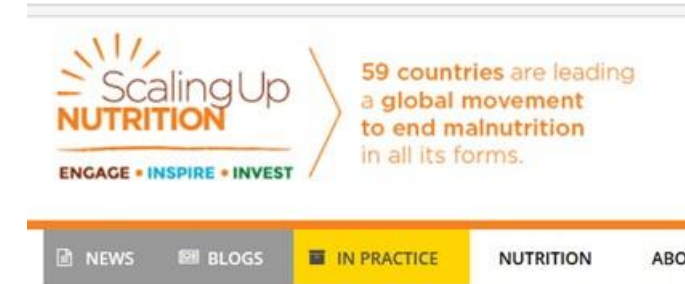 Scaling Up
NUTRITION
ENGAGE • INSPIRE • INVEST
59 countries are leading
a global movement
to end malnutrition
in all its forms.
NEWS BLOGS IN PRACTICE NUTRITION ABO